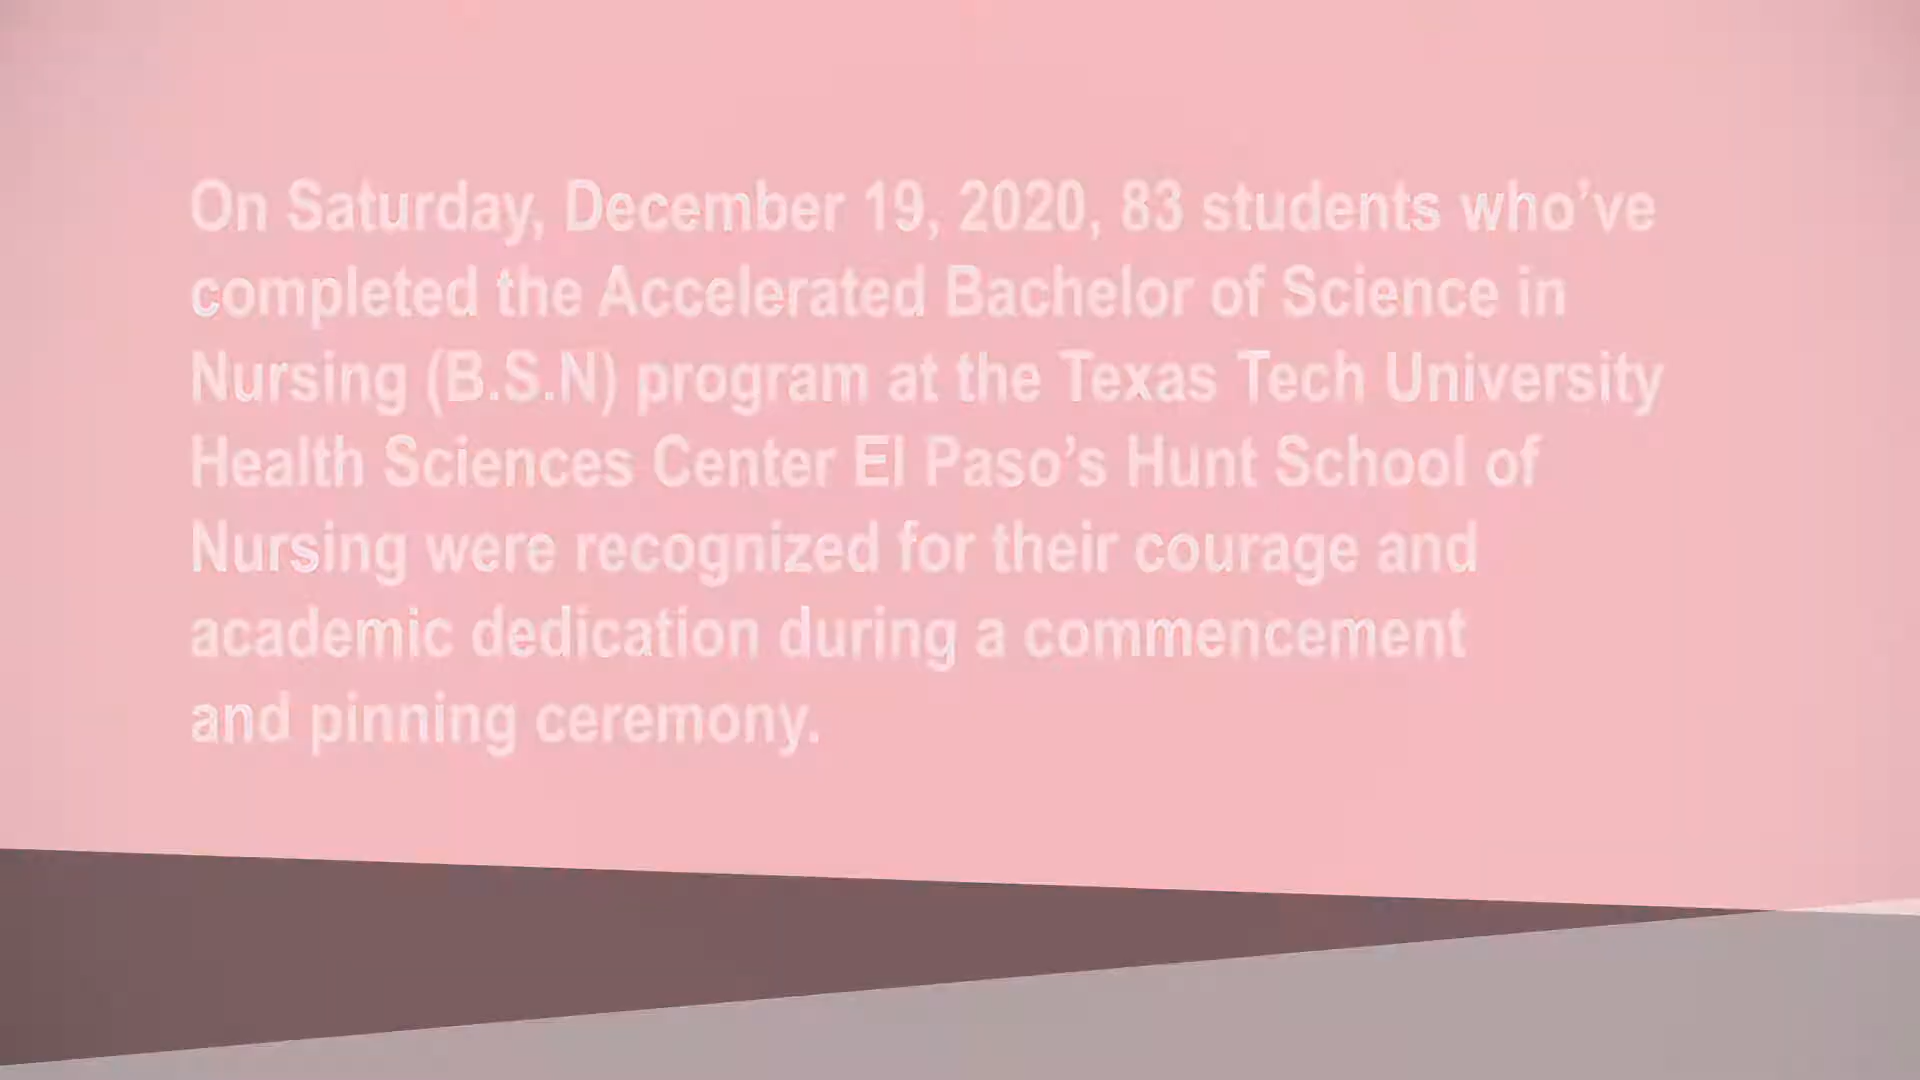 On Saturday, December 19, 2020, 83 students who’ve
completed the Accelerated Bachelor of Science in
Nursing (B.S.N) program at the Texas Tech University
Health Sciences Center El Paso’s Hunt School of
Nursing were recognized for their courage and
academic dedication during a commencement
and pinning ceremony.